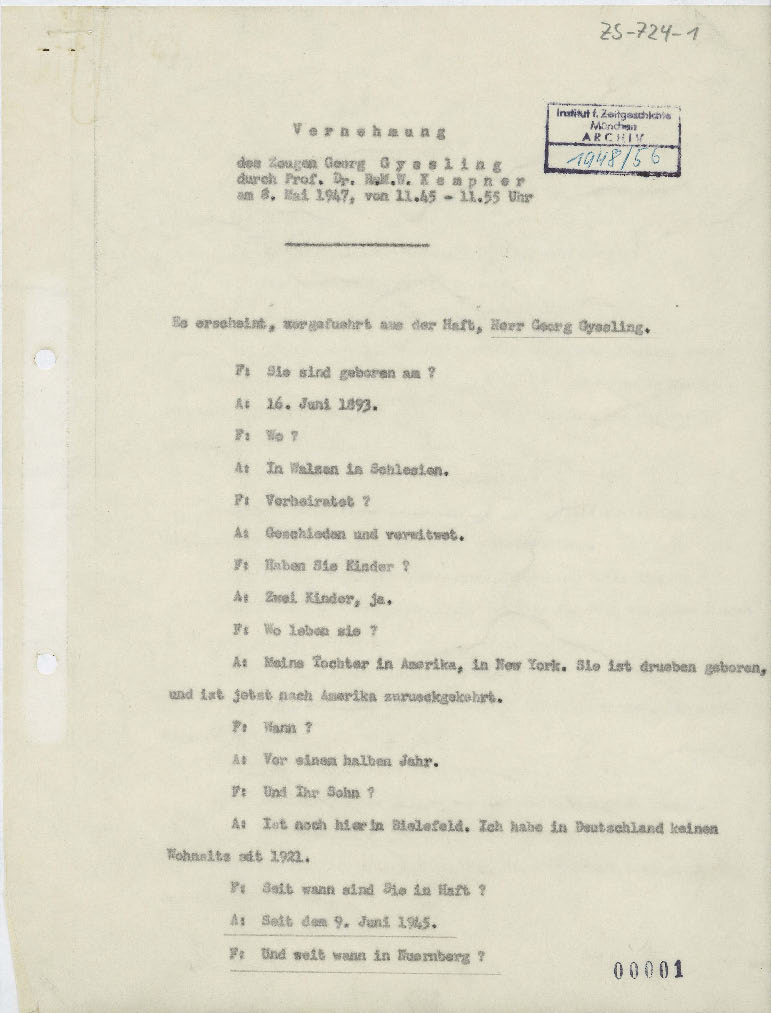 ZS-724-1
Institut f. Zeitgeschichte
München
ARCHIV
1948/56
Vernehmung
des Zeugen Georg Gyssling
durch Prof. Dr. R.M.W. Kempner
am 8. Mai 1947, von 11.45 - 11.55 Uhr
Es erscheint, vorgefuehrt aus der Haft, Herr Georg Gyssling.
F: Sie sind geboren am ?
A: 16. Juni 1893.
F: Wo ?
A: In Walzen in Schlesien.
F: Verheiratet ?
A: Geschieden und verwitwet.
F: Haben Sie Kinder ?
A: Zwei Kinder, ja.
F: Wo leben sie ?
A: Meine Tochter in Amerika, in New York. Sie ist drueben geboren,
und ist jetzt nach Amerika zurueckgekehrt.
F: Wann ?
A: Vor einem halben Jahr.
F: Und Ihr Sohn ?
A: Ist noch hier in Bielefeld. Ich habe in Deutschland keinen
Wohnsitz seit 1921.
F: Seit wann sind Sie in Haft ?
A: Seit dem 9. Juni 1945.
F: Und seit wann in Nuernberg ?
00001